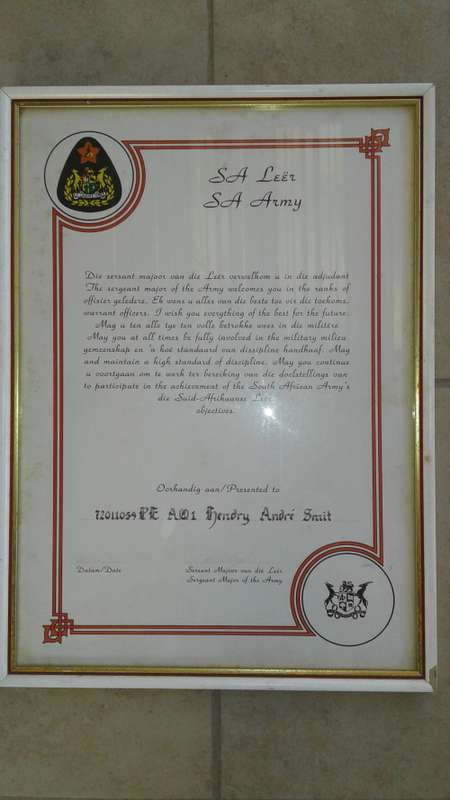 SA Leër
SA Army
Die sersant majoor van die Leër verwelkom u in die adjudant
The sergeant major of the Army welcomes you in the ranks of
offisier geledere. Ek wens u alles van die beste toe vir die toekoms.
warrant officers. I wish you everything of the best for the future.
Mag u ten alle tye ten volle betrokke wees in die militêre
May you at all times be fully involved in the military milieu
gemeenskap en 'n hoë standaard van dissipline handhaaf. Mag
and maintain a high standard of discipline. May you continue
u voortgaan om te werk ter bereiking van die doelstellings van
to participate in the achievement of the South African Army's
die Suid-Afrikaanse Leër.
objectives.
Oorhandig aan/Presented to
72011054PE AO1 Hendry André Smit
Datum/Date
Sersant Majoor van die Leër
Sergeant Major of the Army